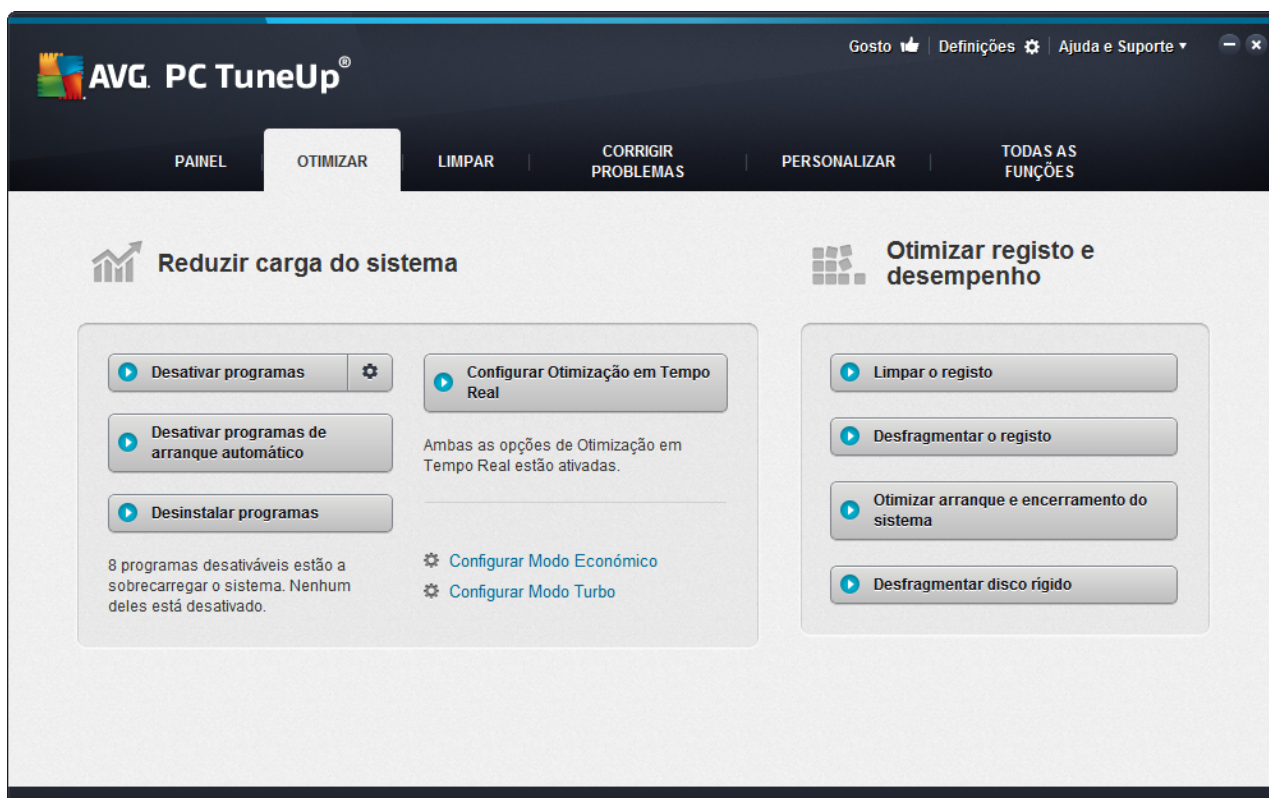 Gosto
Definições
Ajuda e Suporte
AVG. PC TuneUp®
PAINEL
OTIMIZAR
LIMPAR
CORRIGIR
PROBLEMAS
PERSONALIZAR
TODAS AS
FUNÇÕES
Reduzir carga do sistema
Desativar programas
Desativar programas de
arranque automático
Desinstalar programas
8 programas desativáveis estão a
sobrecarregar o sistema. Nenhum
deles está desativado.
Configurar Otimização em Tempo
Real
Ambas as opções de Otimização em
Tempo Real estão ativadas.
Configurar Modo Económico
Configurar Modo Turbo
Otimizar registo e
desempenho
Limpar o registo
Desfragmentar o registo
Otimizar arranque e encerramento do
sistema
Desfragmentar disco rígido